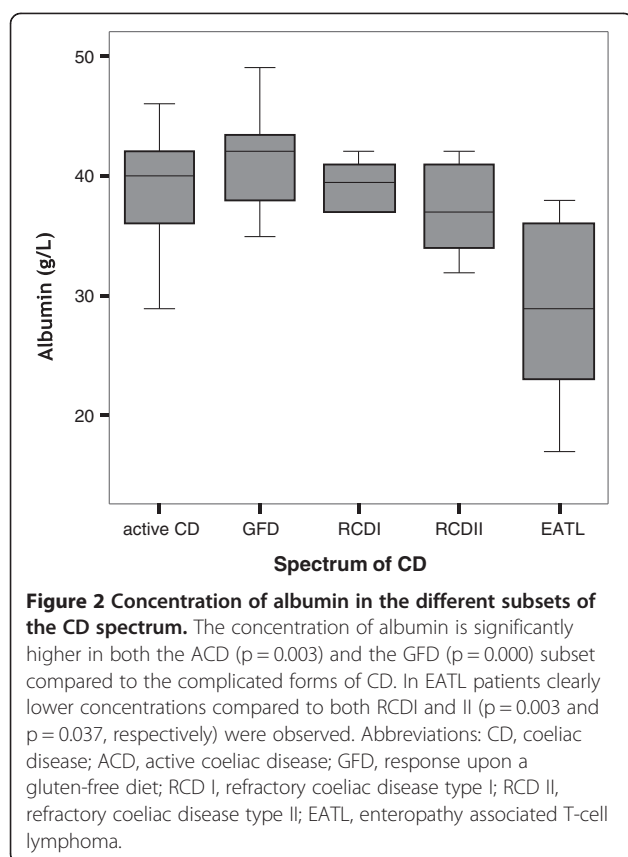 50
40
30
20
Albumin (g/L)
active CD GFD RCDI RCDII EATL
Spectrum of CD
Figure 2 Concentration of albumin in the different subsets of
the CD spectrum. The concentration of albumin is significantly
higher in both the ACD (p = 0.003) and the GFD (p = 0.000) subset
compared to the complicated forms of CD. In EATL patients clearly
lower concentrations compared to both RCDI and II (p = 0.003 and
p = 0.037, respectively) were observed. Abbreviations: CD, coeliac
disease; ACD, active coeliac disease; GFD, response upon a
gluten-free diet; RCD I, refractory coeliac disease type I; RCD II,
refractory coeliac disease type II; EATL, enteropathy associated T-cell
lymphoma.